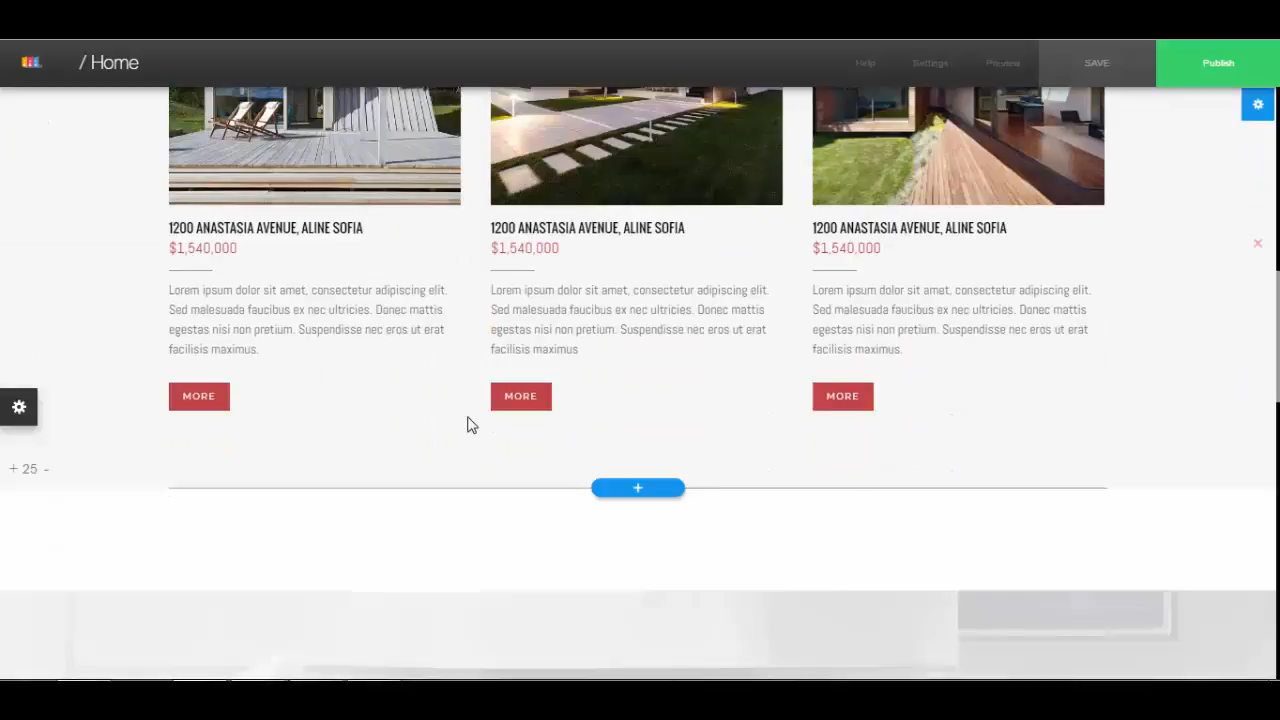 / Home
Help Settings Preview SAVE Publish
1200 ANASTASIA AVENUE, ALINE SOFIA
$1,540,000
Lorem ipsum dolor sit amet, consectetur adipiscing elit.
Sed malesuada faucibus ex nec ultricies. Donec mattis
egestas nisi non pretium. Suspendisse nec eros ut erat
facilisis maximus.
MORE
1200 ANASTASIA AVENUE, ALINE SOFIA
$1,540,000
Lorem ipsum dolor sit amet, consectetur adipiscing elit.
Sed malesuada faucibus ex nec ultricies. Donec mattis
egestas nisi non pretium. Suspendisse nec eros ut erat
facilisis maximus
MORE
1200 ANASTASIA AVENUE, ALINE SOFIA
$1,540,000
Lorem ipsum dolor sit amet, consectetur adipiscing elit.
Sed malesuada faucibus ex nec ultricies. Donec mattis
egestas nisi non pretium. Suspendisse nec eros ut erat
facilisis maximus.
MORE
+ 25 -
+